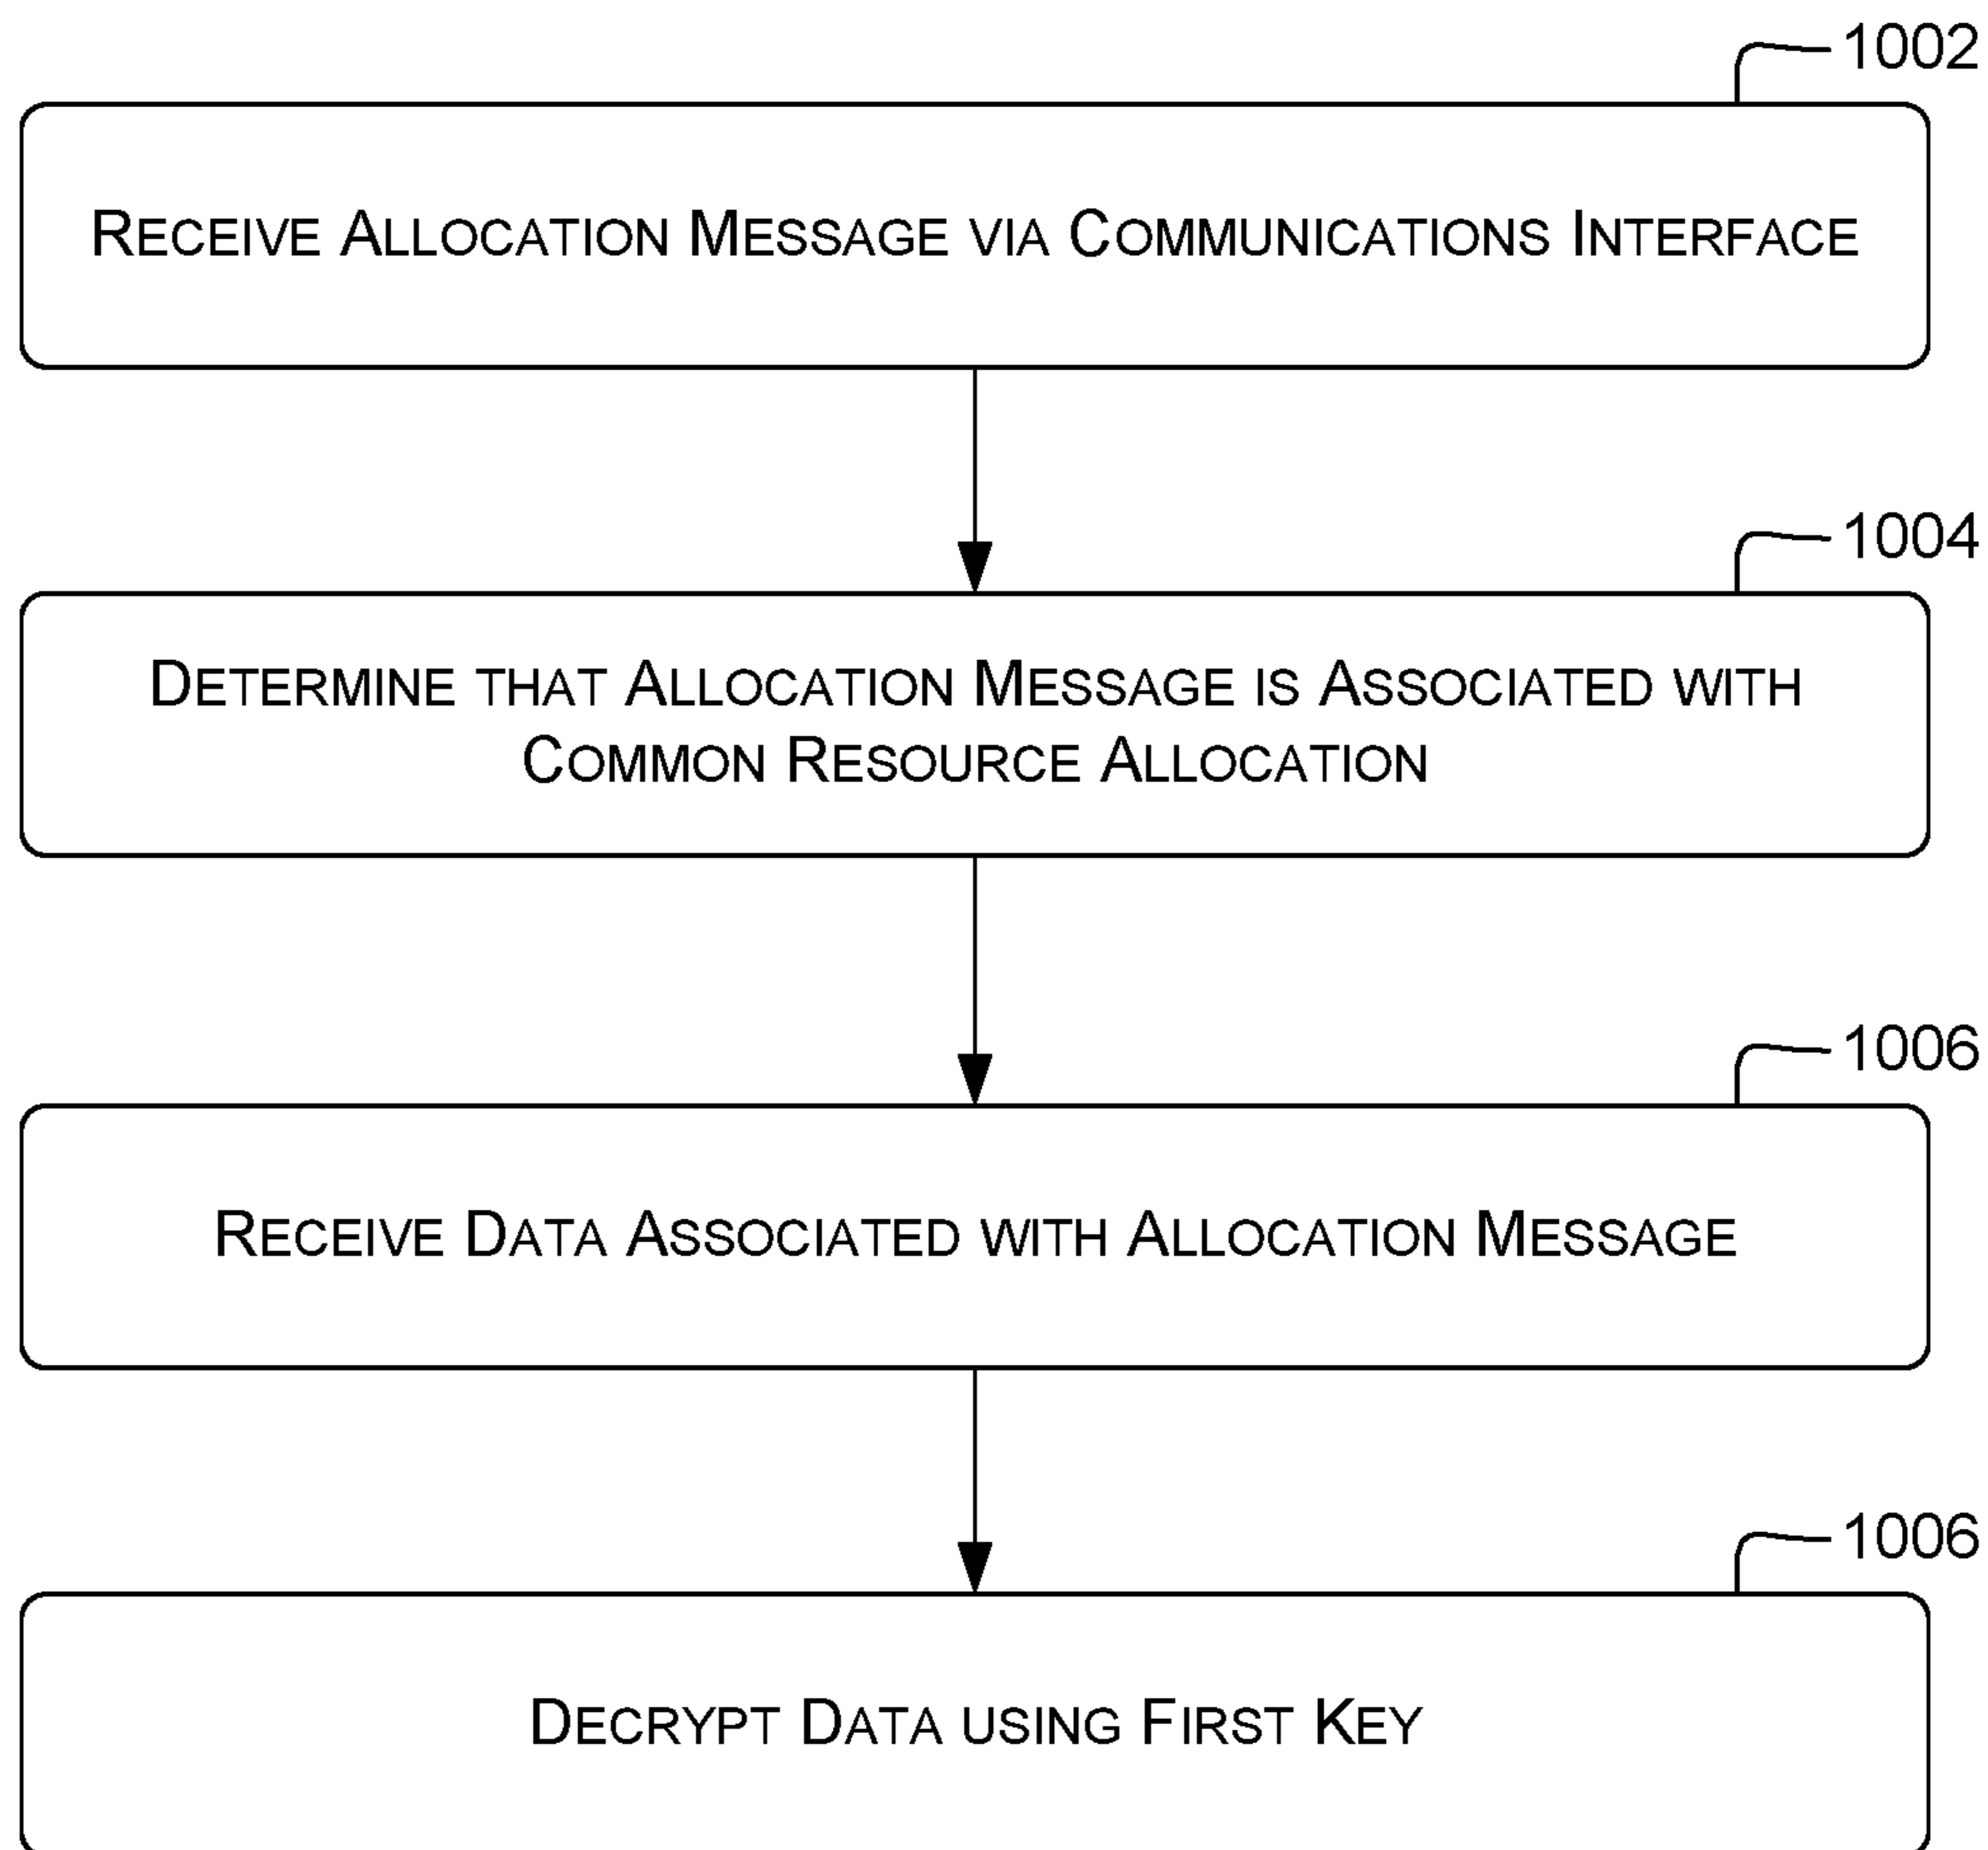 1002
Receive Allocation Message via Communications Interface
1004
Determine that Allocation Message is Associated with
Common Resource Allocation
1006
Receive Data Associated with Allocation Message
1006
Decrypt Data using First Key